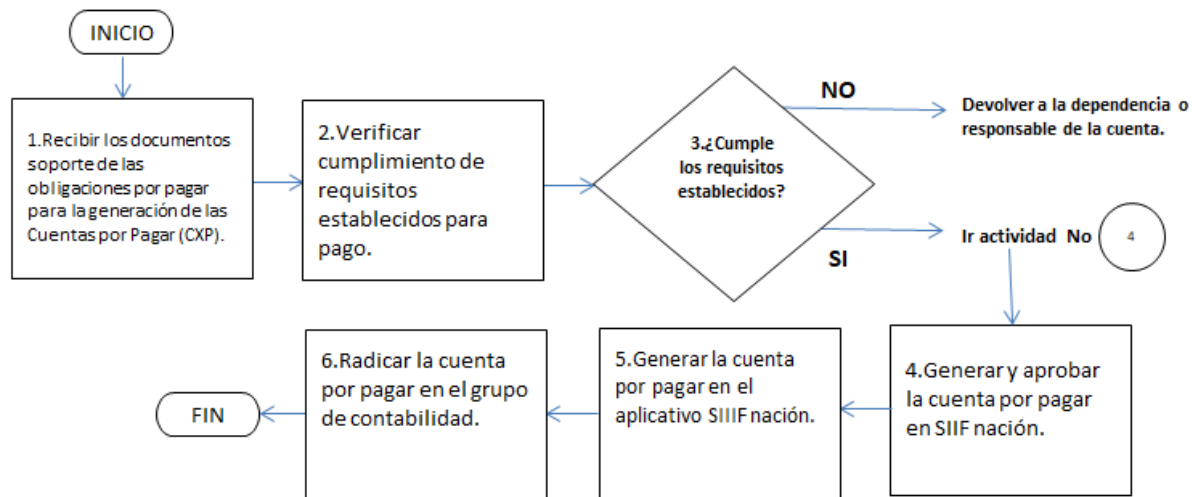 INICIO
1.Recibir los documentos
soporte de las
obligaciones por pagar
para la generación de las
Cuentas por Pagar (CXP).
2.Verificar
cumplimiento de
requisitos
establecidos para
pago.
3.¿Cumple
los requisitos
establecidos?
NO
Devolver a la dependencia o
responsable de la cuenta.
SI
Ir actividad No
4
4.Generar y aprobar
la cuenta por pagar
en SIIF nación.
5.Generar la cuenta
por pagar en el
aplicativo SIIIF nación.
6.Radicar la cuenta
por pagar en el grupo
de contabilidad.
FIN